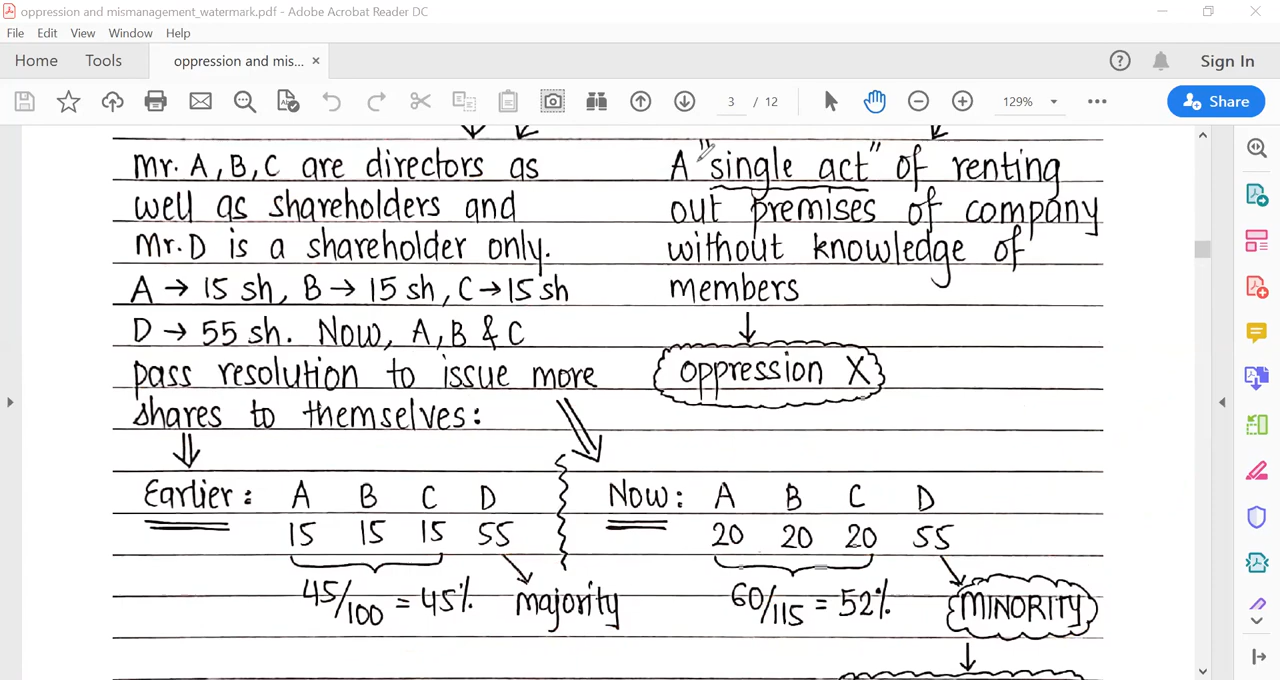 oppression and mismanagement_watermark.pdf - Adobe Acrobat Reader DC
File Edit View Window Help
Home Tools oppression and mis... × Sign In
3 / 12 129% Share
Mr. A, B, C are directors as
well as shareholders and
Mr. D is a shareholder only.
A → 15 sh, B → 15 sh, C → 15 sh
D → 55 sh. Now, A, B & C
pass resolution to issue more
shares to themselves:
A "single act" of renting
out premises of company
without knowledge of
members
oppression X
Earlier: A B C D
15 15 15 55
45/100 = 45% majority
Now: A B C D
20 20 20 55
60/115 = 52% MINORITY